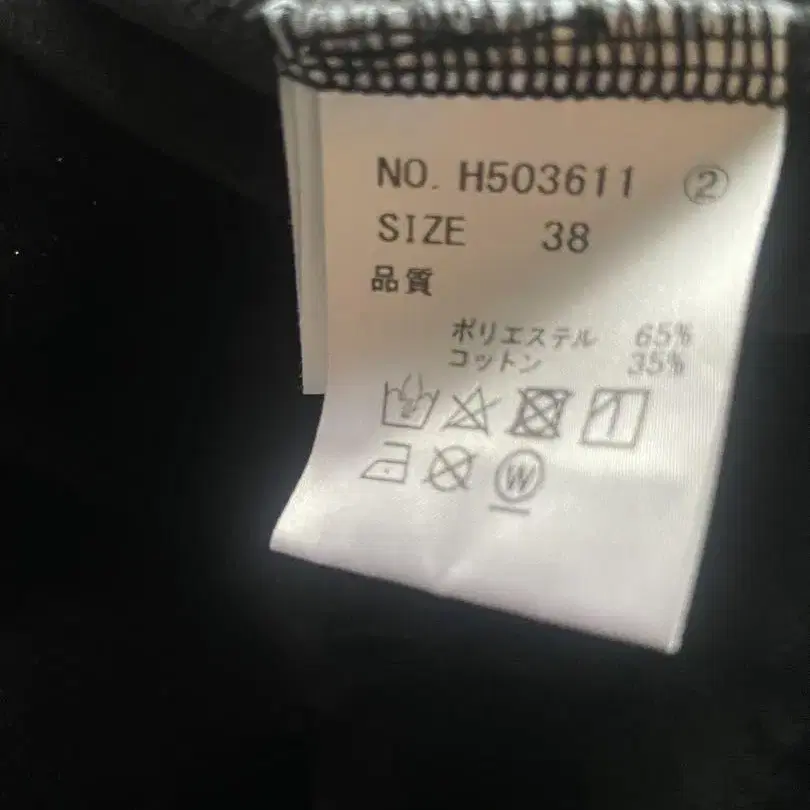 NO. H503611 ②
SIZE 38
品質
ポリエステル 65%
コットン 35%
W